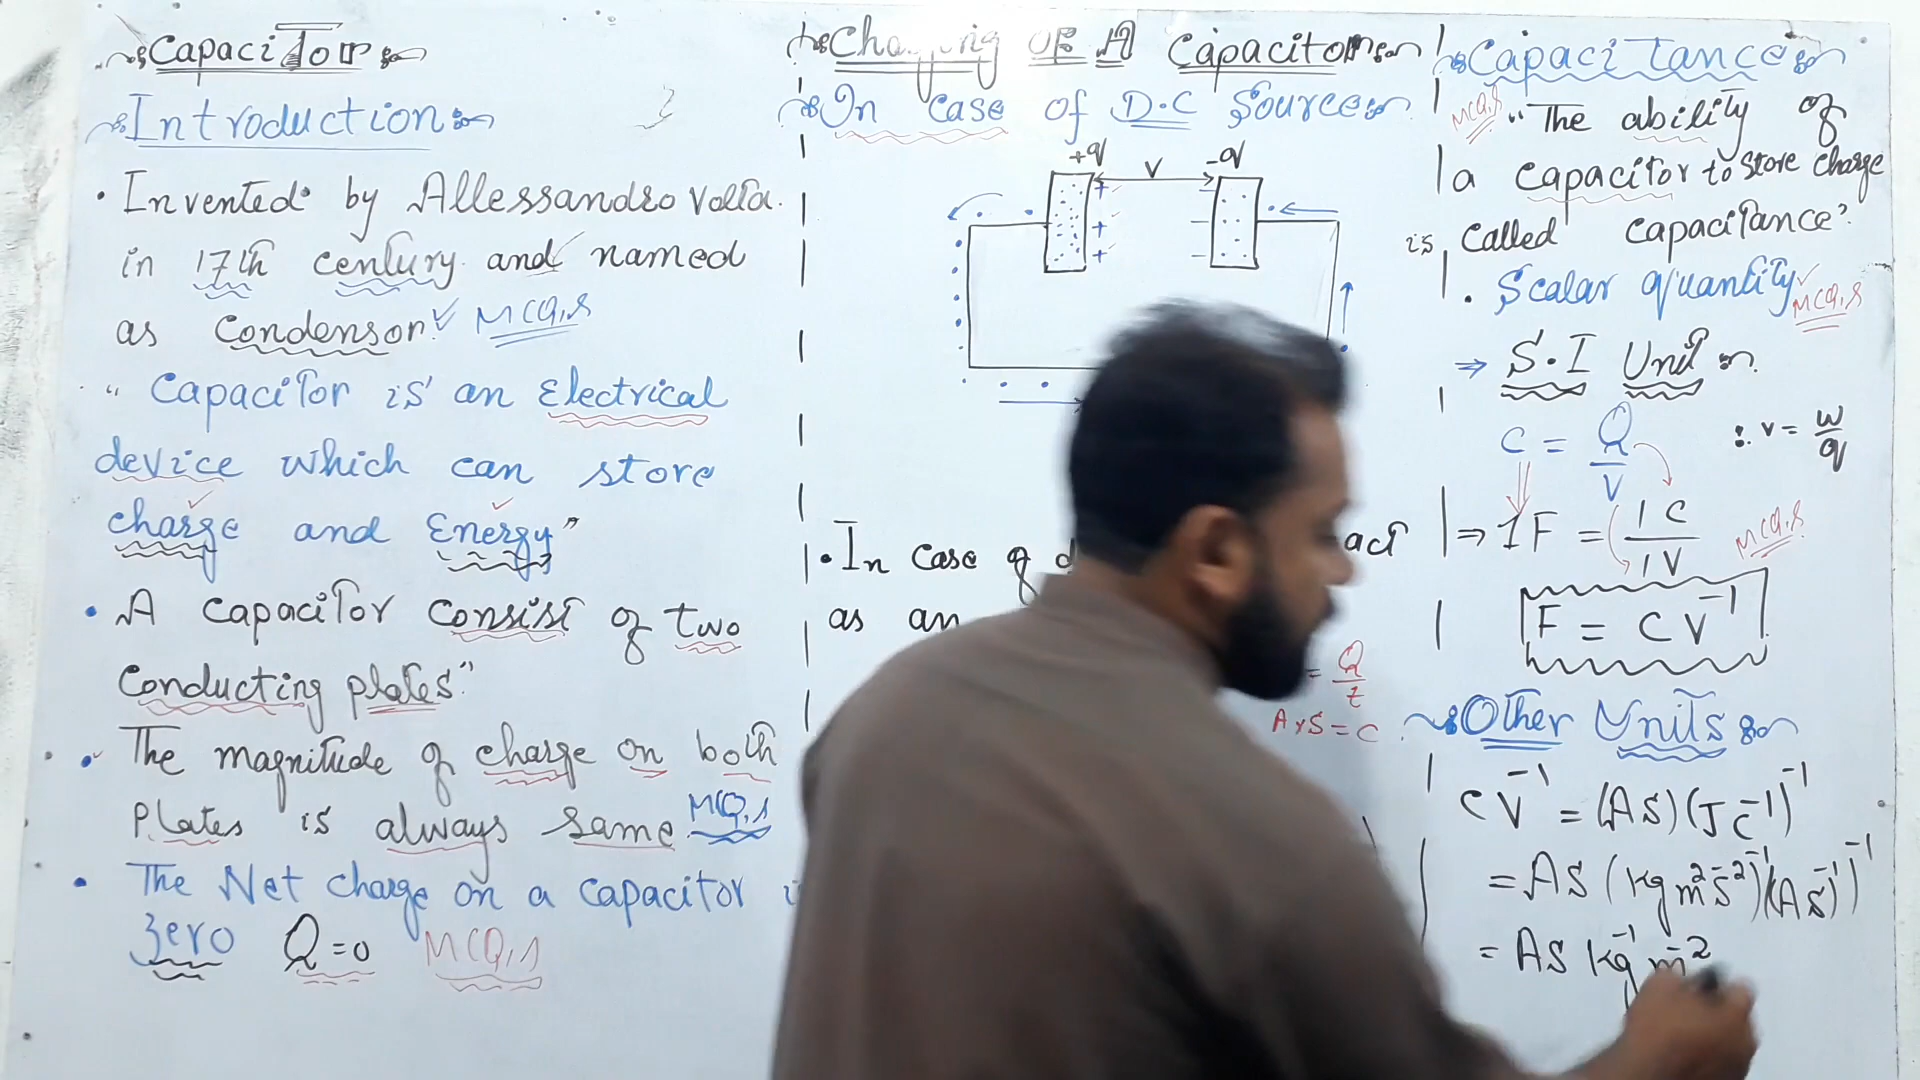 Capacitor
Introduction
• Invented by Allessandro Volta.
in 17th century and named
as Condensor MCQ,s
" Capacitor is an Electrical
device which can store
charge and Energy"
• A capacitor consist of two
Conducting plates"
• The magnitude of charge on both
Plates is always same. MCQ,s
• The Net charge on a capacitor
zero Q=0 MCQ,s
Charging OF A Capacitor
In Case of D.C Source
+q V -q
+ -
+ -
+ -
• In Case of
as an
= Q/t
A×S = C
Capacitance
MCQ,s "The ability of
a capacitor to store charge
is called capacitance".
• Scalar quantity MCQ,s
⇒ S.I Unit
C = Q/V ∴ V = W/q
⇒ 1F = 1C/1V MCQ,s
F = CV⁻¹
Other Units
CV⁻¹ = (AS)(JC⁻¹)⁻¹
= AS (kgm²s⁻²)⁻¹((AS)⁻¹)⁻¹
= AS kg⁻¹ m⁻²